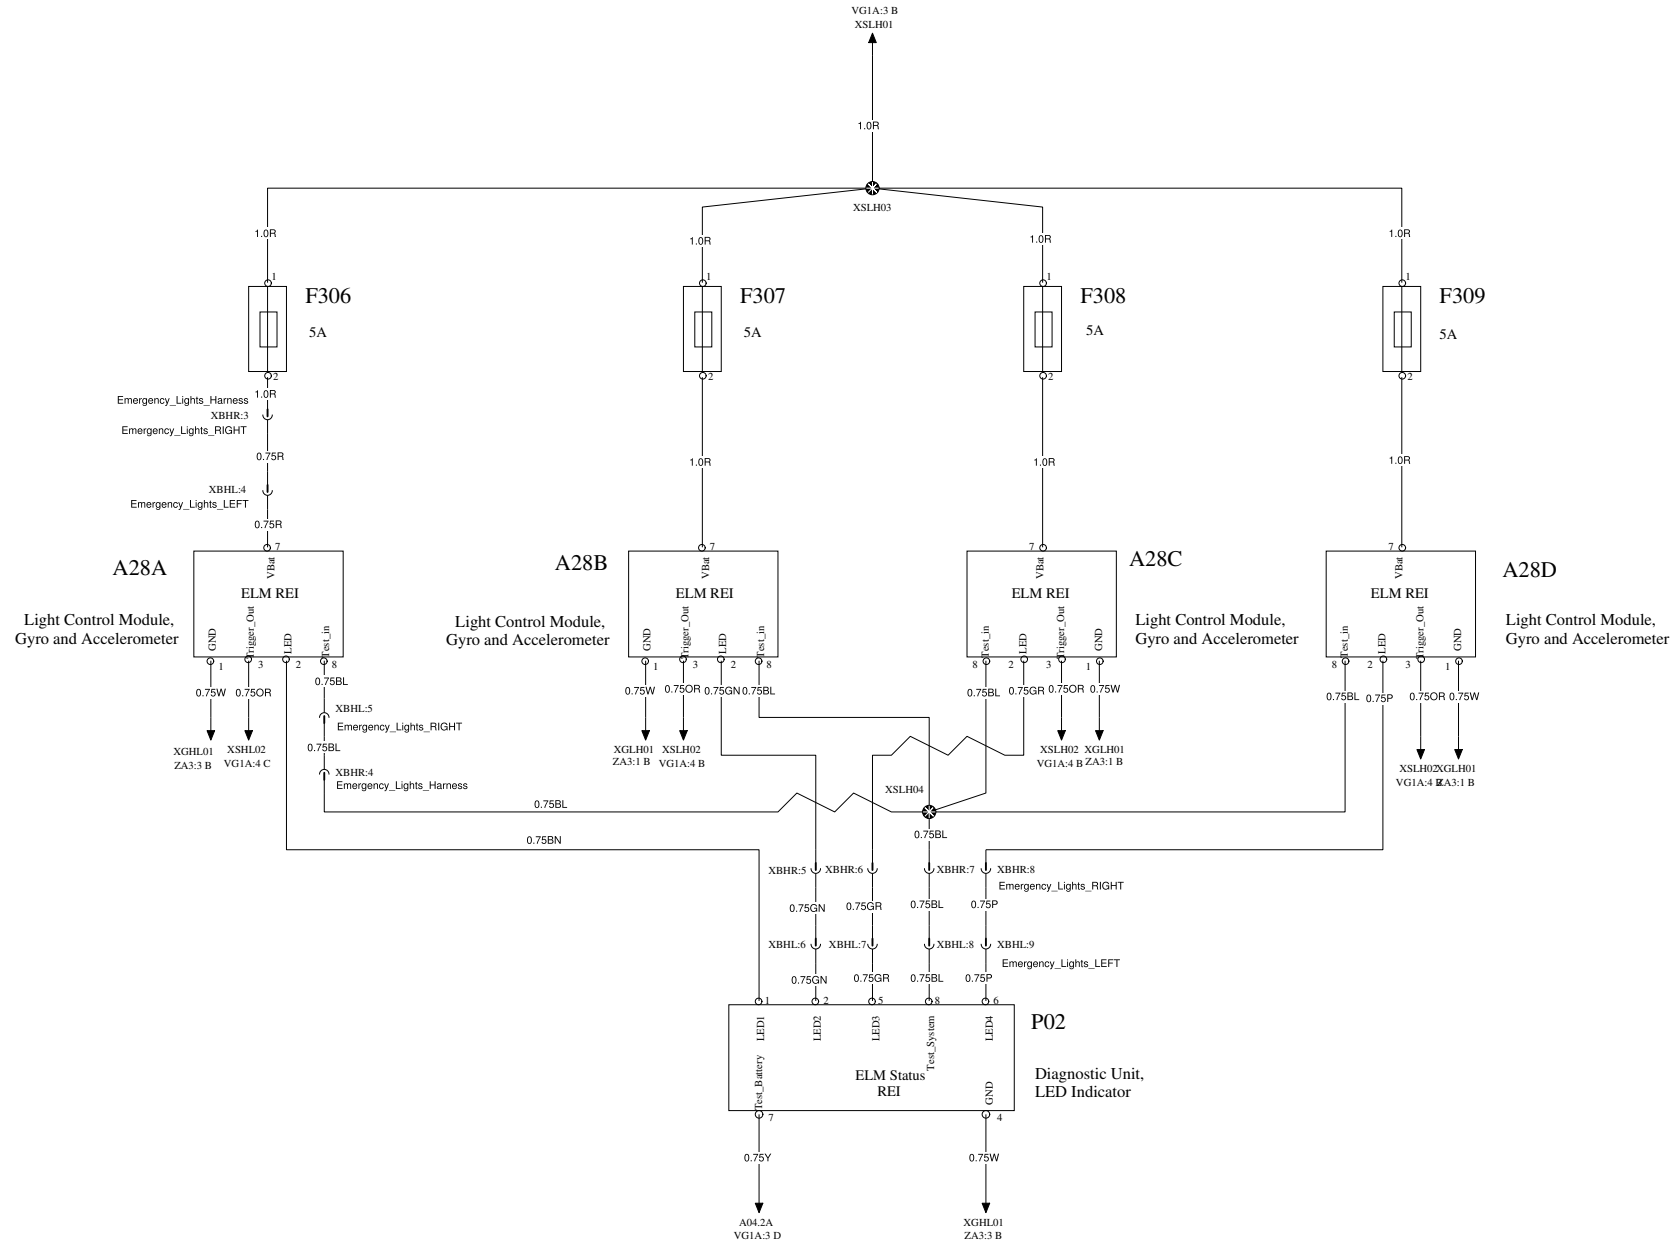 VG1A:3 B
XSLH01
1.0R
XSLH03
1.0R
1.0R
1.0R
1.0R
1
1
1
1
F306
F307
F308
F309
5A
5A
5A
5A
2
2
2
2
1.0R
Emergency_Lights_Harness
XBHR:3
Emergency_Lights_RIGHT
0.75R
1.0R
1.0R
1.0R
XBHL:4
Emergency_Lights_LEFT
0.75R
7
7
7
7
A28A
A28B
A28C
A28D
VBat
VBat
VBat
VBat
ELM REI
ELM REI
ELM REI
ELM REI
Light Control Module,
Gyro and Accelerometer
Light Control Module,
Gyro and Accelerometer
Light Control Module,
Gyro and Accelerometer
Light Control Module,
Gyro and Accelerometer
GND
Trigger_Out
LED
Test_in
GND
Trigger_Out
LED
Test_in
Test_in
LED
Trigger_Out
GND
Test_in
LED
Trigger_Out
GND
1
3
2
8
1
3
2
8
8
2
3
1
8
2
3
1
0.75W
0.75OR
0.75BL
0.75W
0.75OR
0.75GN
0.75BL
0.75BL
0.75GR
0.75OR
0.75W
0.75BL
0.75P
0.75OR
0.75W
XBHL:5
Emergency_Lights_RIGHT
0.75BL
XBHR:4
Emergency_Lights_Harness
XGHL01
ZA3:3 B
XSHL02
VG1A:4 C
XGLH01
ZA3:1 B
XSLH02
VG1A:4 B
XSLH02
VG1A:4 B
XGLH01
ZA3:1 B
XSLH02
VG1A:4 B
XGLH01
ZA3:1 B
XSLH04
0.75BL
0.75BL
0.75BN
XBHR:5
XBHR:6
XBHR:7
XBHR:8
Emergency_Lights_RIGHT
0.75GN
0.75GR
0.75BL
0.75P
XBHL:6
XBHL:7
XBHL:8
XBHL:9
Emergency_Lights_LEFT
0.75GN
0.75GR
0.75BL
0.75P
1
2
5
8
6
P02
LED1
LED2
LED3
Test_System
LED4
Test_Battery
ELM Status
REI
GND
Diagnostic Unit,
LED Indicator
7
4
0.75Y
0.75W
A04.2A
VG1A:3 D
XGHL01
ZA3:3 B